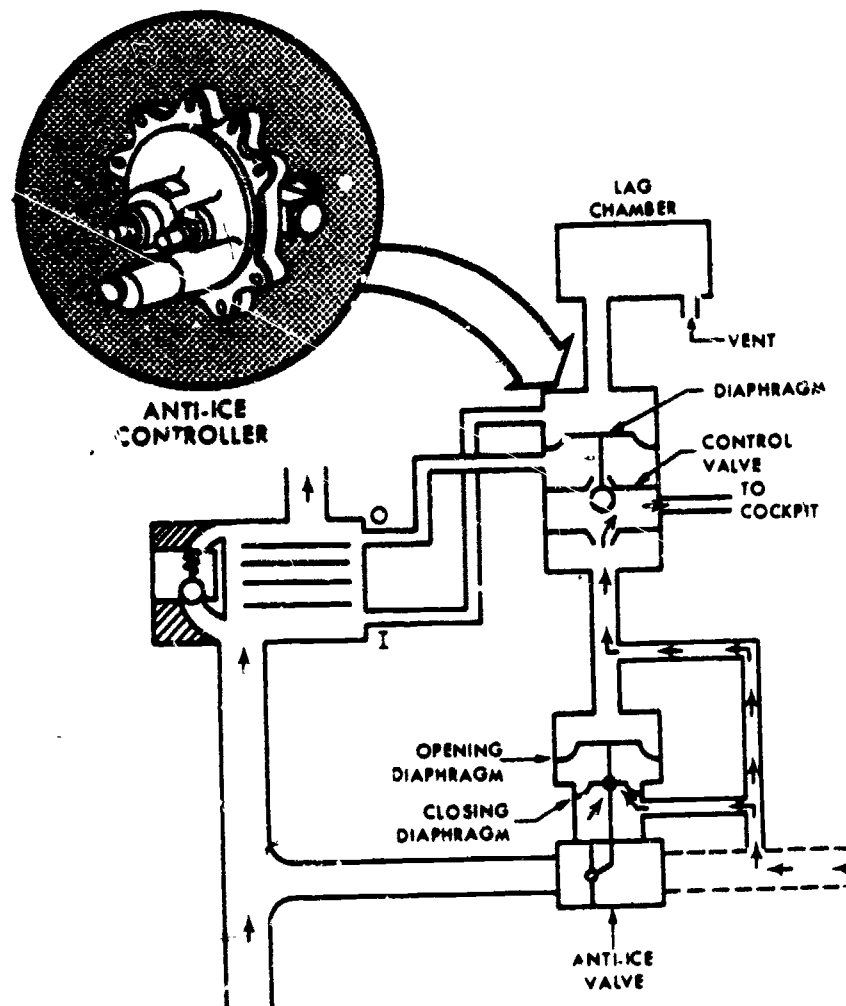 LAG
CHAMBER
VENT
DIAPHRAGM
ANTI-ICE
CONTROLLER
CONTROL
VALVE
TO
COCKPIT
O
I
OPENING
DIAPHRAGM
CLOSING
DIAPHRAGM
ANTI-ICE
VALVE